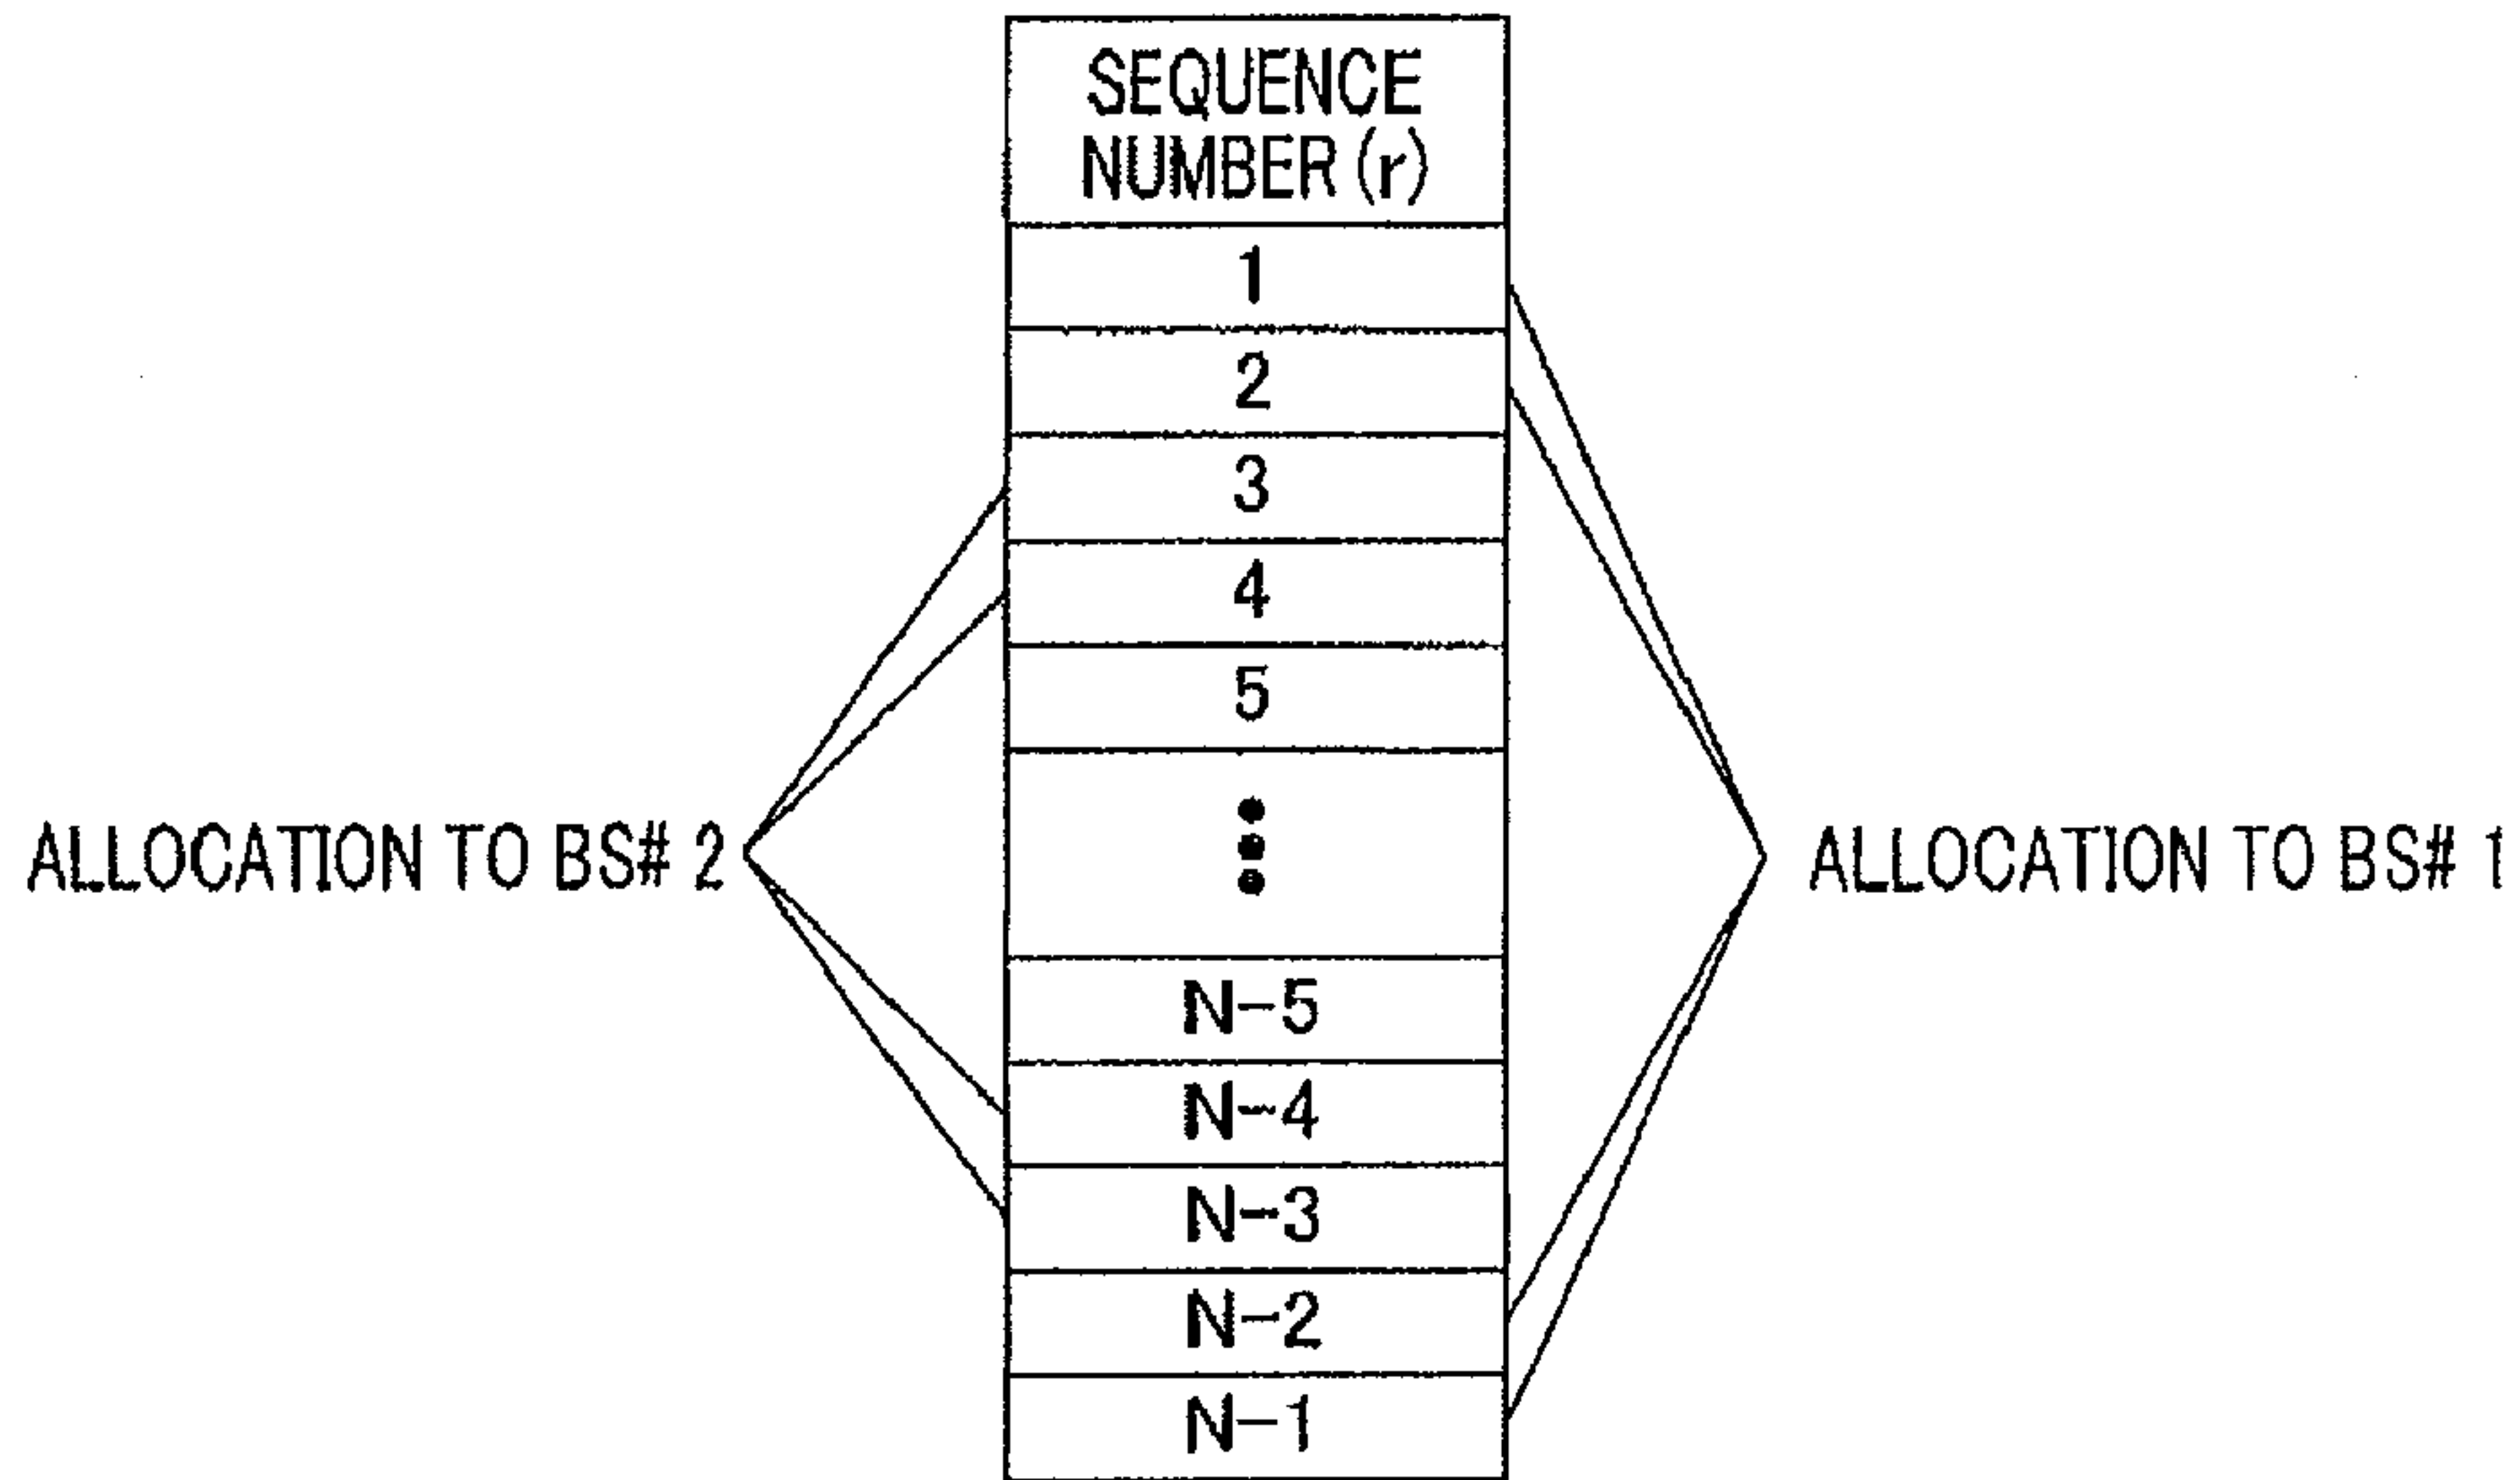 SEQUENCE
NUMBER (r)
1
2
3
4
5
ALLOCATION TO BS# 2
ALLOCATION TO BS# 1
N-5
N-4
N-3
N-2
N-1